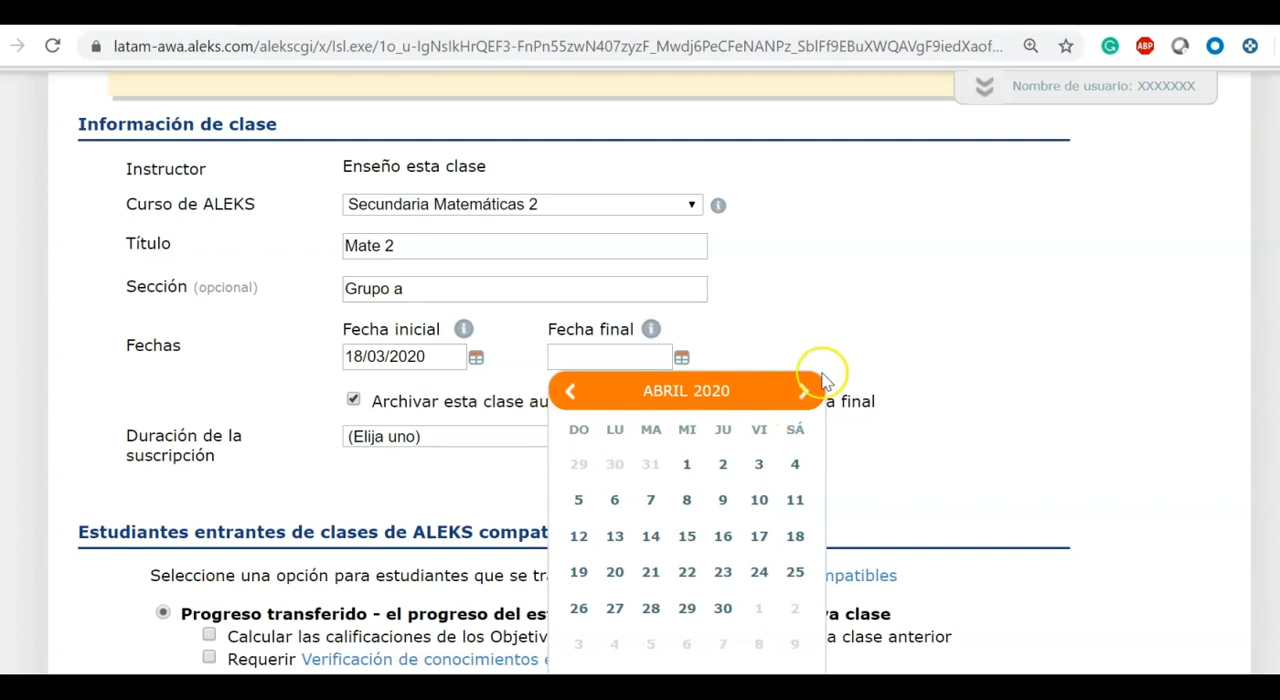 latam-awa.aleks.com/alekscgi/x/Isl.exe/1o_u-IgNsIkHrQEF3-FnPn55zwN407zyzF_Mwdj6PeCFeNANPz_SblFf9EBuXWQAVgF9iedXaof...
ABP
Nombre de usuario: XXXXXXX
Información de clase
Instructor Enseño esta clase
Curso de ALEKS Secundaria Matemáticas 2
Título Mate 2
Sección (opcional) Grupo a
Fecha inicial Fecha final
Fechas 18/03/2020
ABRIL 2020
Archivar esta clase au a final
DO LU MA MI JU VI SÁ
Duración de la suscripción (Elija uno)
29 30 31 1 2 3 4
5 6 7 8 9 10 11
12 13 14 15 16 17 18
19 20 21 22 23 24 25
26 27 28 29 30 1 2
3 4 5 6 7 8 9
Estudiantes entrantes de clases de ALEKS compat
Seleccione una opción para estudiantes que se tra mpatibles
Progreso transferido - el progreso del es va clase
Calcular las calificaciones de los Objetiv a clase anterior
Requerir Verificación de conocimientos e